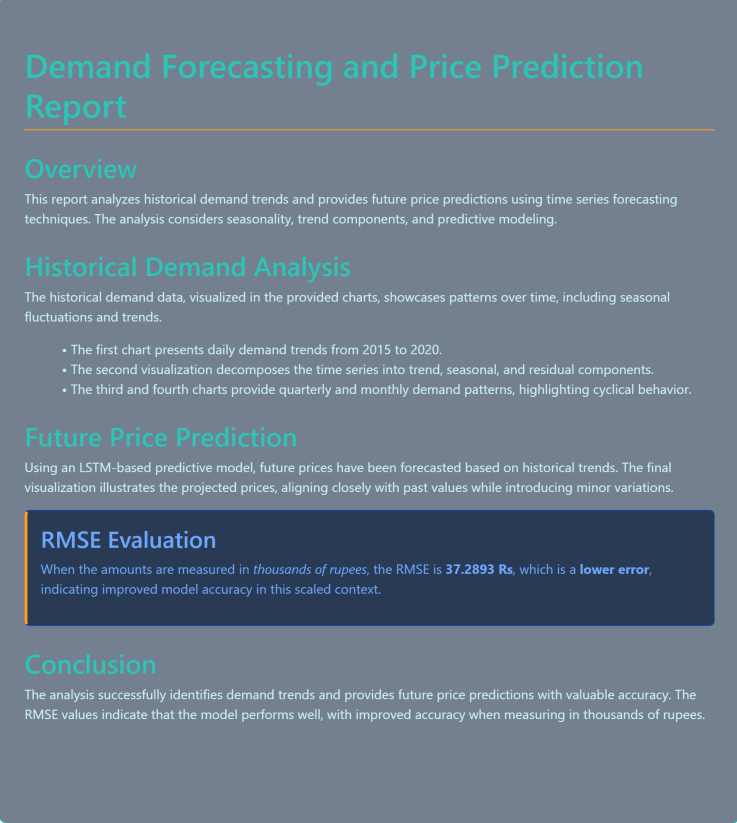 Demand Forecasting and Price Prediction
Report
Overview
This report analyzes historical demand trends and provides future price predictions using time series forecasting
techniques. The analysis considers seasonality, trend components, and predictive modeling.
Historical Demand Analysis
The historical demand data, visualized in the provided charts, showcases patterns over time, including seasonal
fluctuations and trends.
• The first chart presents daily demand trends from 2015 to 2020.
• The second visualization decomposes the time series into trend, seasonal, and residual components.
• The third and fourth charts provide quarterly and monthly demand patterns, highlighting cyclical behavior.
Future Price Prediction
Using an LSTM-based predictive model, future prices have been forecasted based on historical trends. The final
visualization illustrates the projected prices, aligning closely with past values while introducing minor variations.
RMSE Evaluation
When the amounts are measured in thousands of rupees, the RMSE is 37.2893 Rs, which is a lower error,
indicating improved model accuracy in this scaled context.
Conclusion
The analysis successfully identifies demand trends and provides future price predictions with valuable accuracy. The
RMSE values indicate that the model performs well, with improved accuracy when measuring in thousands of rupees.